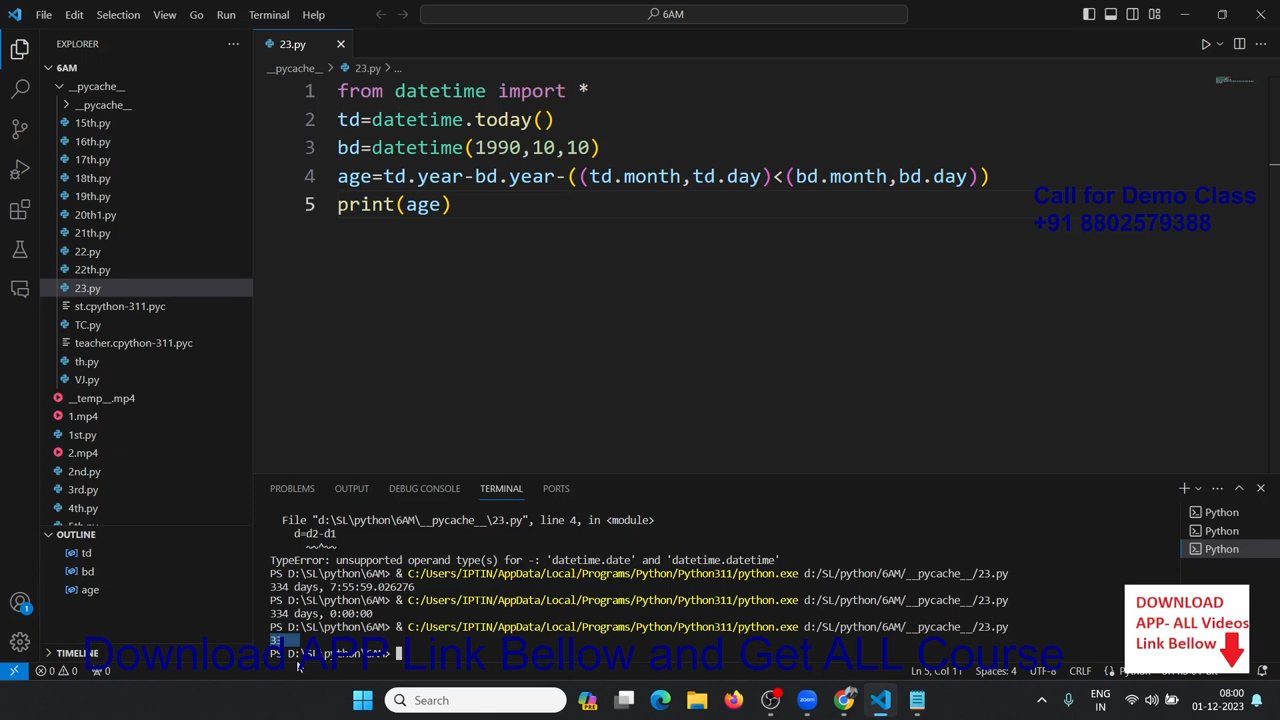 File Edit Selection View Go Run Terminal Help
6AM
EXPLORER
23.py
6AM
__pycache__ > 23.py > ...
__pycache__
__pycache__
15th.py
16th.py
17th.py
18th.py
19th.py
20th1.py
21th.py
22.py
22th.py
23.py
st.cpython-311.pyc
TC.py
teacher.cpython-311.pyc
th.py
VJ.py
__temp__.mp4
1.mp4
1st.py
2.mp4
2nd.py
3rd.py
4th.py
5th.py
OUTLINE
td
bd
age
TIMELINE
1 from datetime import *
2 td=datetime.today()
3 bd=datetime(1990,10,10)
4 age=td.year-bd.year-((td.month,td.day)<(bd.month,bd.day))
5 print(age)
Call for Demo Class
+91 8802579388
PROBLEMS OUTPUT DEBUG CONSOLE TERMINAL PORTS
File "d:\SL\python\6AM\__pycache__\23.py", line 4, in <module>
d=d2-d1
~~^~~
TypeError: unsupported operand type(s) for -: 'datetime.date' and 'datetime.datetime'
PS D:\SL\python\6AM> & C:/Users/IPTIN/AppData/Local/Programs/Python/Python311/python.exe d:/SL/python/6AM/__pycache__/23.py
334 days, 7:55:59.026276
PS D:\SL\python\6AM> & C:/Users/IPTIN/AppData/Local/Programs/Python/Python311/python.exe d:/SL/python/6AM/__pycache__/23.py
334 days, 0:00:00
PS D:\SL\python\6AM> & C:/Users/IPTIN/AppData/Local/Programs/Python/Python311/python.exe d:/SL/python/6AM/__pycache__/23.py
33
PS D:\SL\python\6AM>
Python
Python
Python
DOWNLOAD
APP- ALL Videos
Link Bellow
Download APP Link Bellow and Get ALL Course
0 0 0 Ln 5, Col 11 Spaces: 4 UTF-8 CRLF Python
Search
ENG
IN
08:00
01-12-2023